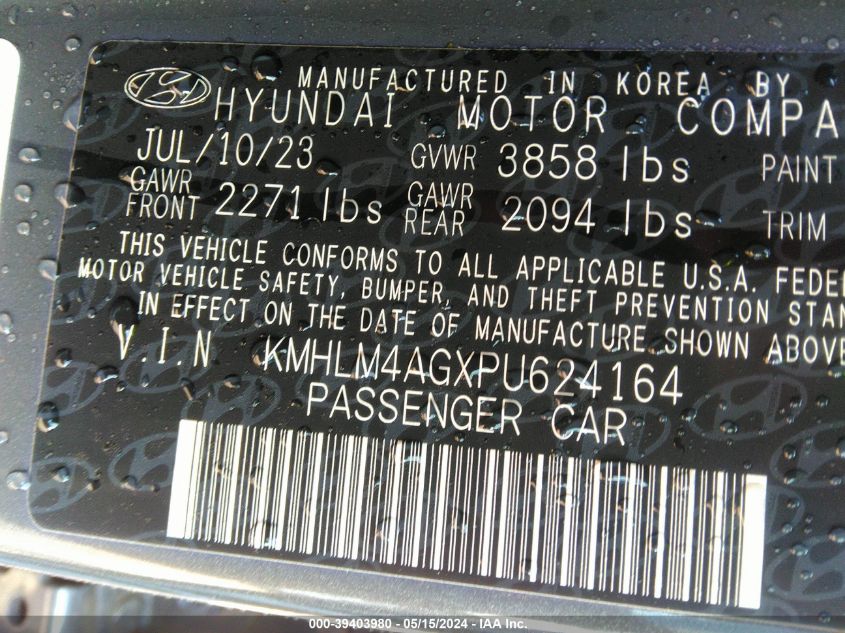 MANUFACTURED IN KOREA BY
HYUNDAI MOTOR COMPA
JUL/10/23 GVWR 3858 lbs PAINT
GAWR FRONT 2271 lbs GAWR REAR 2094 lbs TRIM
THIS VEHICLE CONFORMS TO ALL APPLICABLE U.S.A. FEDER
MOTOR VEHICLE SAFETY, BUMPER, AND THEFT PREVENTION STAN
IN EFFECT ON THE DATE OF MANUFACTURE SHOWN ABOVE
V.I.N KMHLM4AGXPU624164
PASSENGER CAR
000-39403980 - 05/15/2024 - IAA Inc.